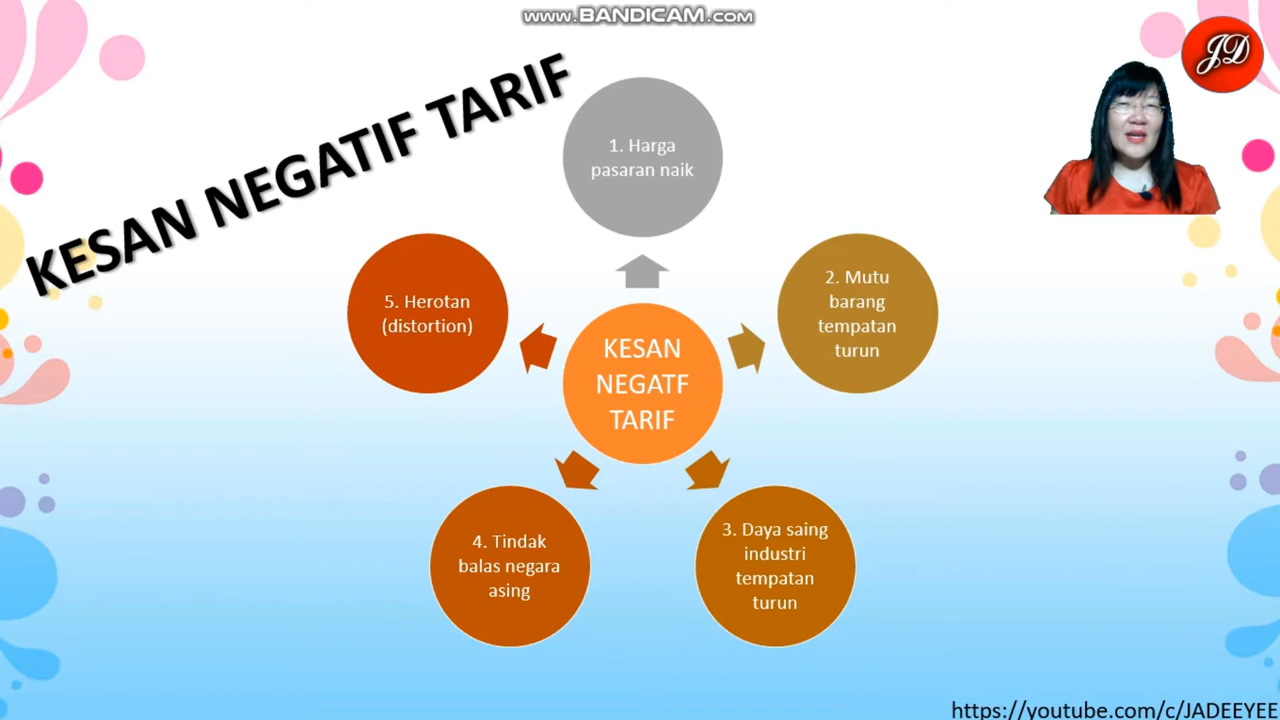 www.BANDICAM.com
JD
KESAN NEGATIF TARIF
1. Harga
pasaran naik
2. Mutu
barang
tempatan
turun
3. Daya saing
industri
tempatan
turun
4. Tindak
balas negara
asing
5. Herotan
(distortion)
KESAN
NEGATF
TARIF
https://youtube.com/c/JADEEYEE